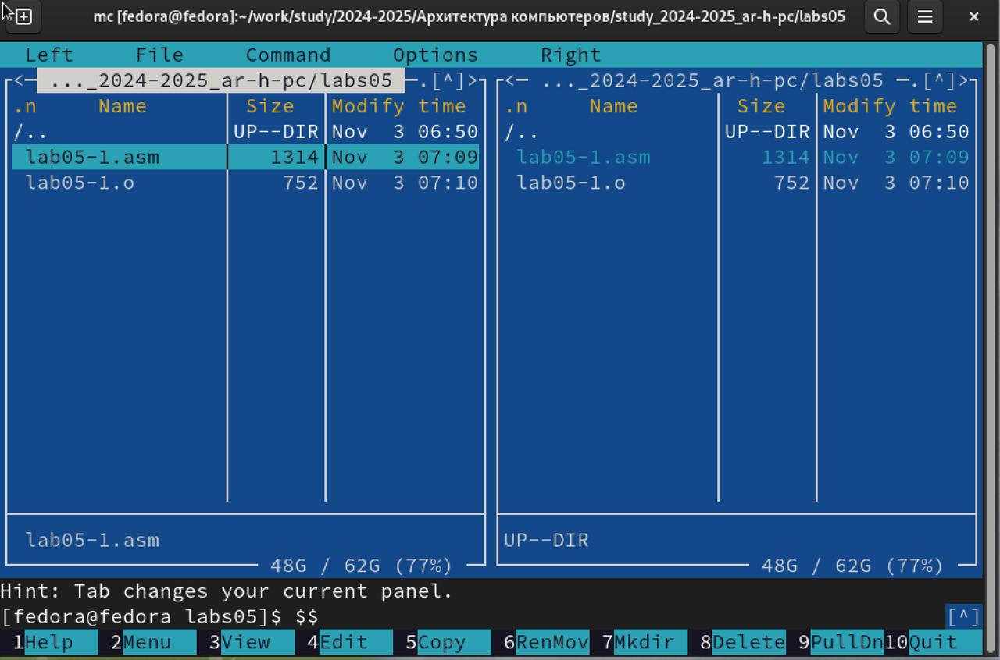 mc [fedora@fedora]:~/work/study/2024-2025/Архитектура компьютеров/study_2024-2025_ar-h-pc/labs05
Left File Command Options Right
<─ ..._2024-2025_ar-h-pc/labs05 ─.[^]> <─ ..._2024-2025_ar-h-pc/labs05 ─.[^]>
.n Name Size Modify time .n Name Size Modify time
/.. UP--DIR Nov 3 06:50 /.. UP--DIR Nov 3 06:50
lab05-1.asm 1314 Nov 3 07:09 lab05-1.asm 1314 Nov 3 07:09
lab05-1.o 752 Nov 3 07:10 lab05-1.o 752 Nov 3 07:10
lab05-1.asm UP--DIR
48G / 62G (77%) 48G / 62G (77%)
Hint: Tab changes your current panel.
[fedora@fedora labs05]$ $$ [^]
1Help 2Menu 3View 4Edit 5Copy 6RenMov 7Mkdir 8Delete 9PullDn 10Quit